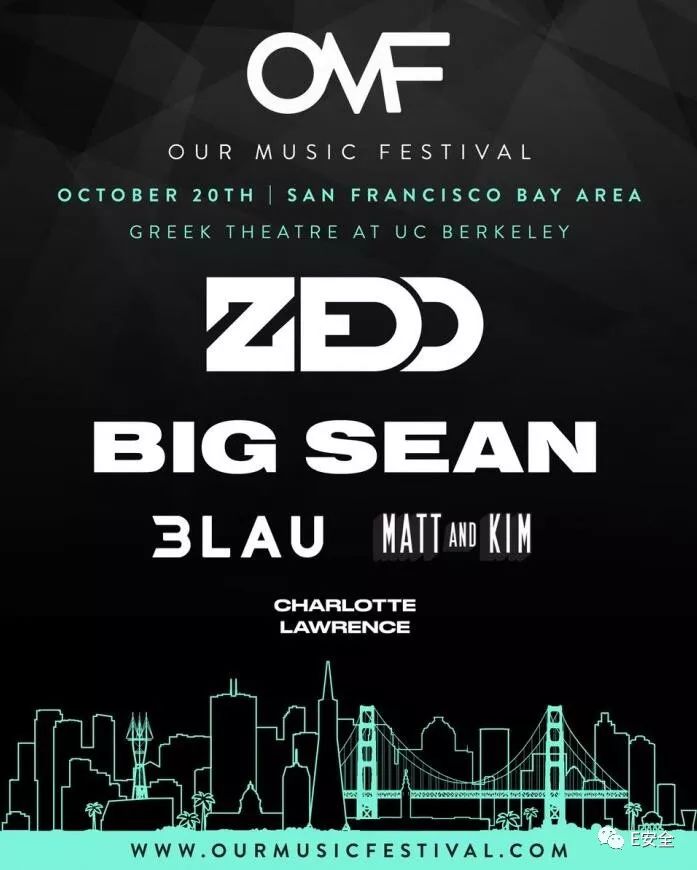 OMF
OUR MUSIC FESTIVAL
OCTOBER 20TH | SAN FRANCISCO BAY AREA
GREEK THEATRE AT UC BERKELEY
ZEDD
BIG SEAN
3LAU MATT AND KIM
CHARLOTTE
LAWRENCE
WWW.OURMUSICFESTIVAL.COM
E安全